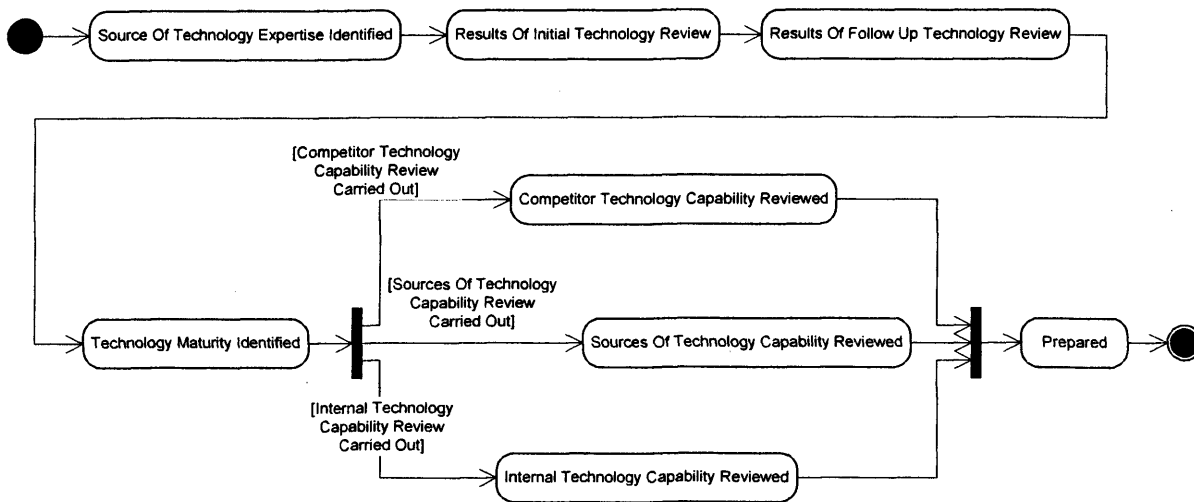 Source Of Technology Expertise Identified
Results Of Initial Technology Review
Results Of Follow Up Technology Review
[Competitor Technology
Capability Review
Carried Out]
Competitor Technology Capability Reviewed
[Sources Of Technology
Capability Review
Carried Out]
Technology Maturity Identified
Sources Of Technology Capability Reviewed
Prepared
[Internal Technology
Capability Review
Carried Out]
Internal Technology Capability Reviewed